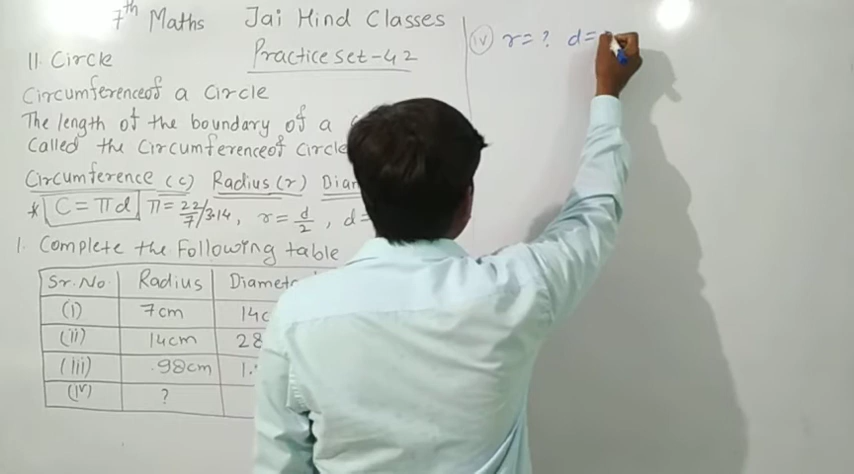 7th Maths Jai Hind Classes
11. Circle Practice Set-42
Circumference of a Circle
The length of the boundary of a
Called the Circumference of Circle
Circumference (c) Radius (r)
* C = πd π = 22/7 / 3.14, r = d/2, d =
1. Complete the Following table
Sr. No. Radius
(i) 7cm
(ii) 14cm 28
(iii) .98cm 1.
(iv) ?
(iv) r = ? d =